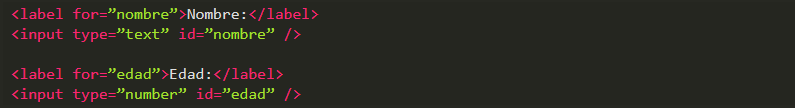 <label for=”nombre”>Nombre:</label>
<input type=”text” id=”nombre” />
<label for=”edad”>Edad:</label>
<input type=”number” id=”edad” />